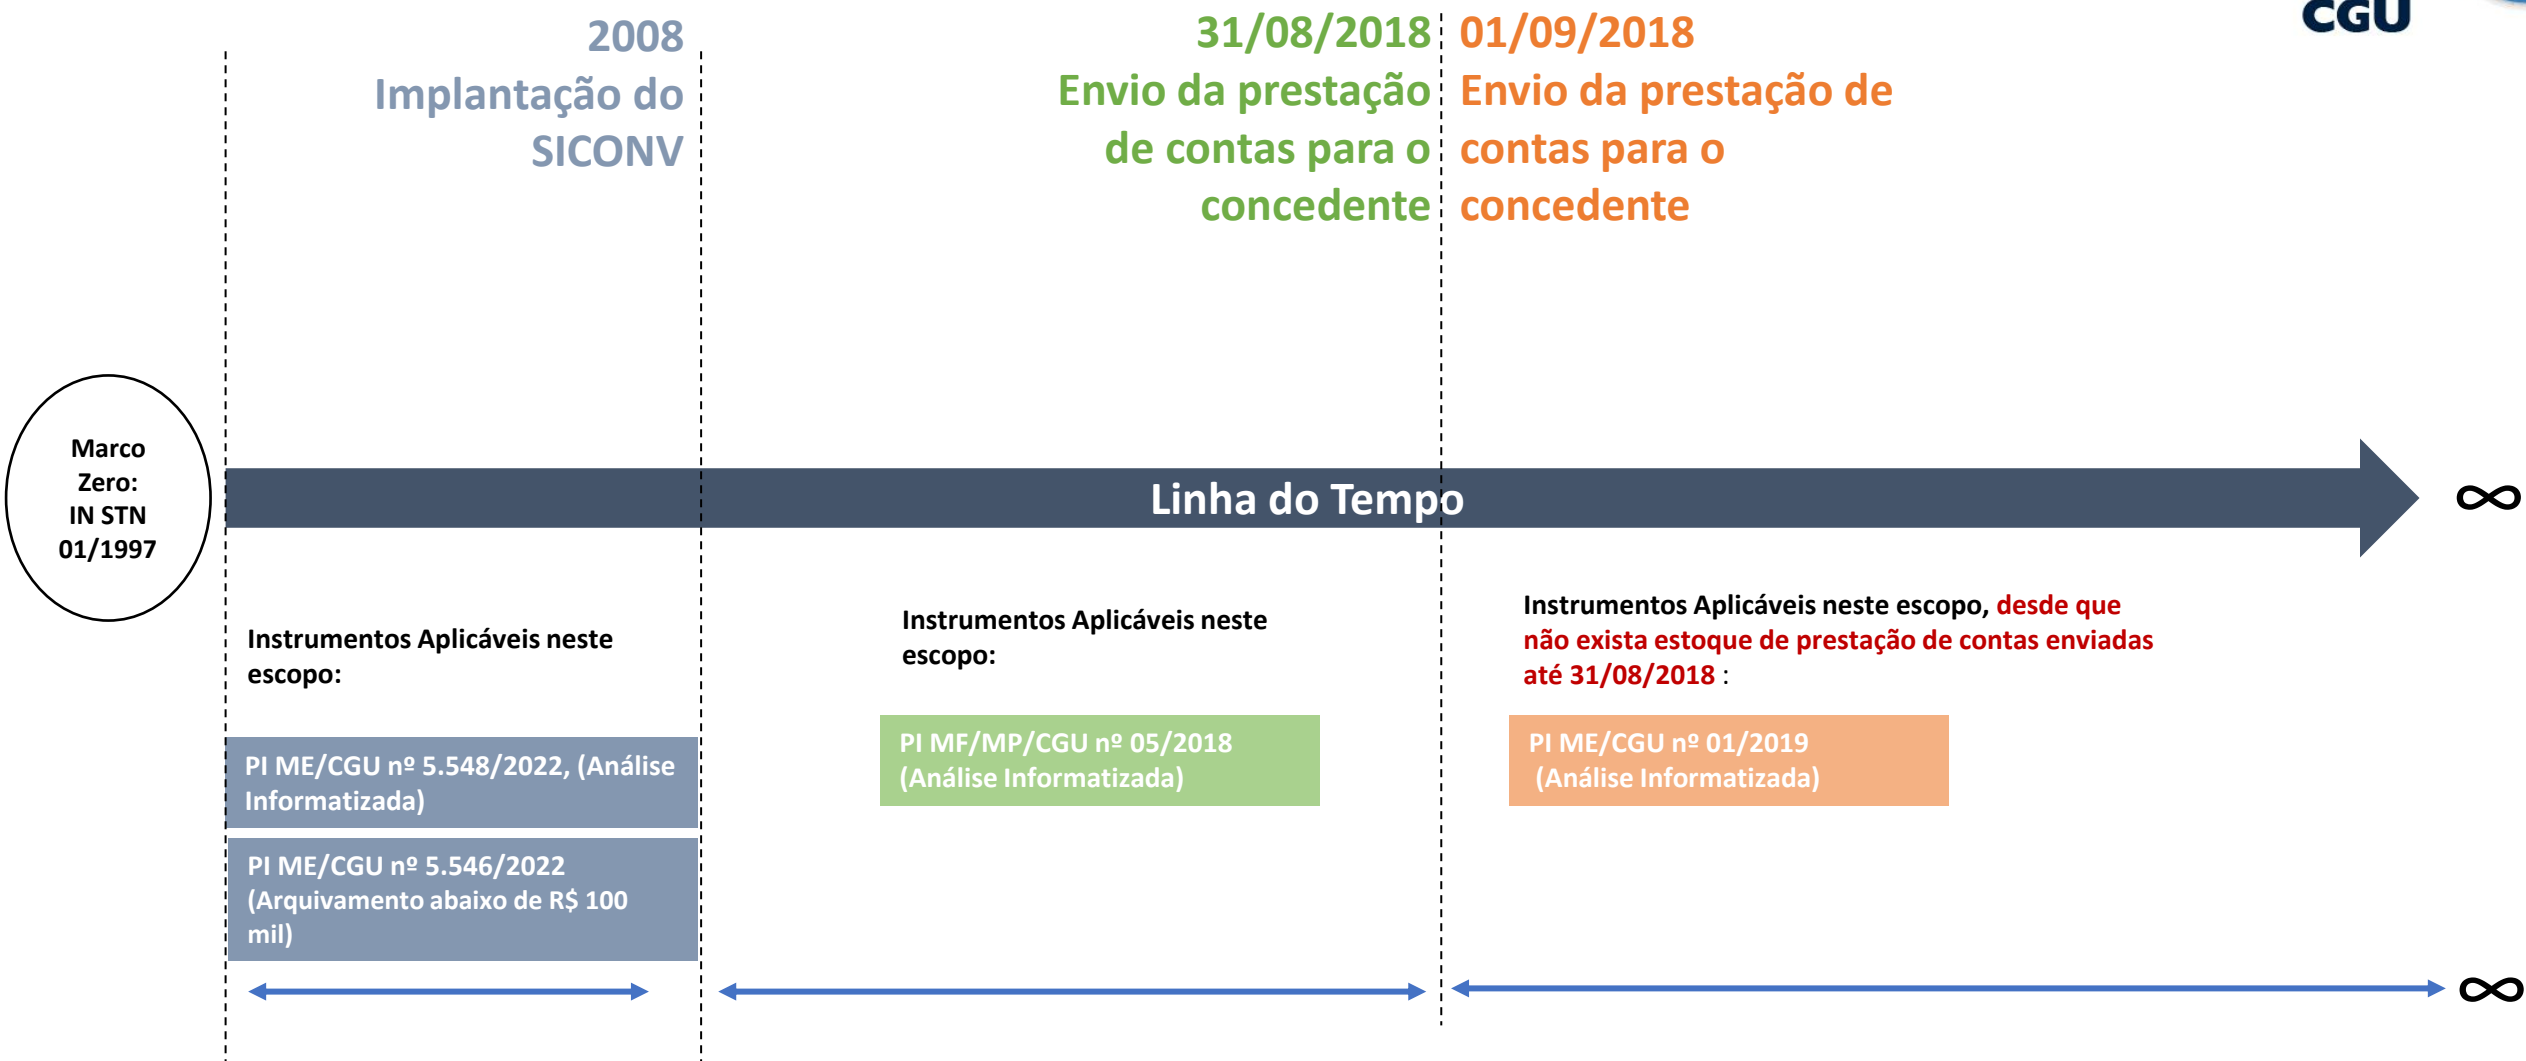 CGU
2008
Implantação do
SICONV
31/08/2018
Envio da prestação
de contas para o
concedente
01/09/2018
Envio da prestação de
contas para o
concedente
Marco
Zero:
IN STN
01/1997
Linha do Tempo
∞
Instrumentos Aplicáveis neste
escopo:
PI ME/CGU nº 5.548/2022, (Análise
Informatizada)
PI ME/CGU nº 5.546/2022
(Arquivamento abaixo de R$ 100
mil)
Instrumentos Aplicáveis neste
escopo:
PI MF/MP/CGU nº 05/2018
(Análise Informatizada)
Instrumentos Aplicáveis neste escopo, desde que
não exista estoque de prestação de contas enviadas
até 31/08/2018 :
PI ME/CGU nº 01/2019
(Análise Informatizada)
∞